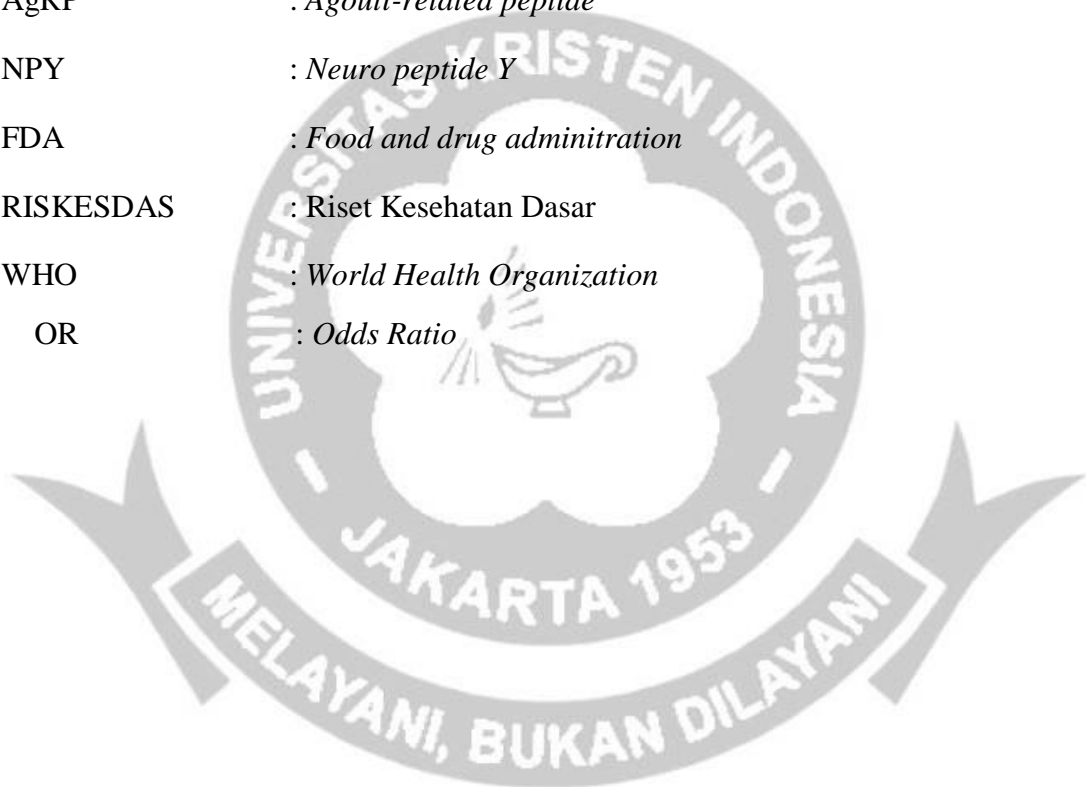 AgRP : Agouti-related peptide
NPY : Neuro peptide Y
FDA : Food and drug adminitration
RISKESDAS : Riset Kesehatan Dasar
WHO : World Health Organization
OR : Odds Ratio
UNIVERSITAS KRISTEN INDONESIA
- JAKARTA 1953 -
MELAYANI, BUKAN DILAYANI